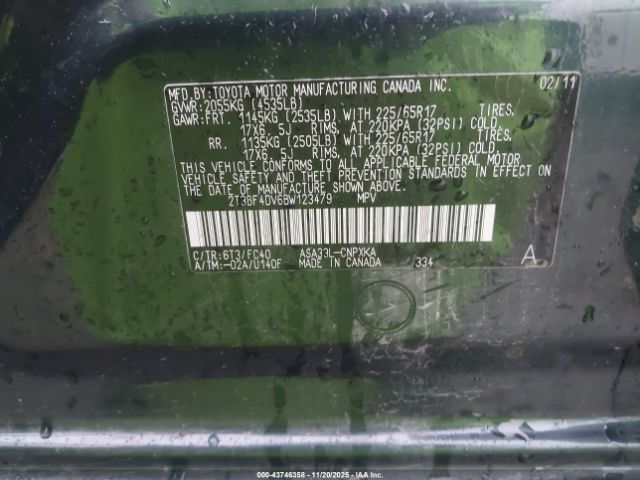 MFD.BY:TOYOTA MOTOR MANUFACTURING CANADA INC. 02/11
GVWR:2055KG (4535LB)
GAWR:FRT. 1145KG (2535LB) WITH 225/65R17 TIRES,
17X6.5J RIMS, AT 220KPA (32PSI) COLD.
RR. 1135KG (2505LB) WITH 225/65R17 TIRES,
17X6.5J RIMS, AT 220KPA (32PSI) COLD.
THIS VEHICLE CONFORMS TO ALL APPLICABLE FEDERAL MOTOR
VEHICLE SAFETY AND THEFT PREVENTION STANDARDS IN EFFECT
ON THE DATE OF MANUFACTURE SHOWN ABOVE.
2T3BF4DV6BW123479 MPV
C/TR:6T3/FC40 ASA33L-CNPXKA
A/TM:-02A/U140F MADE IN CANADA 334 A
000-43746358 - 11/20/2025 - IAA Inc.